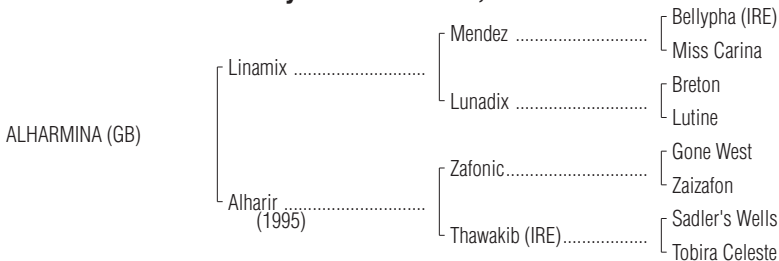 Bellypha (IRE)
Mendez ..............................
Miss Carina
Linamix .............................
Breton
Lunadix .............................
Lutine
ALHARMINA (GB)
Gone West
Zafonic...............................
Zaizafon
Alharir ...............................
(1995)
Sadler's Wells
Thawakib (IRE)...................
Tobira Celeste